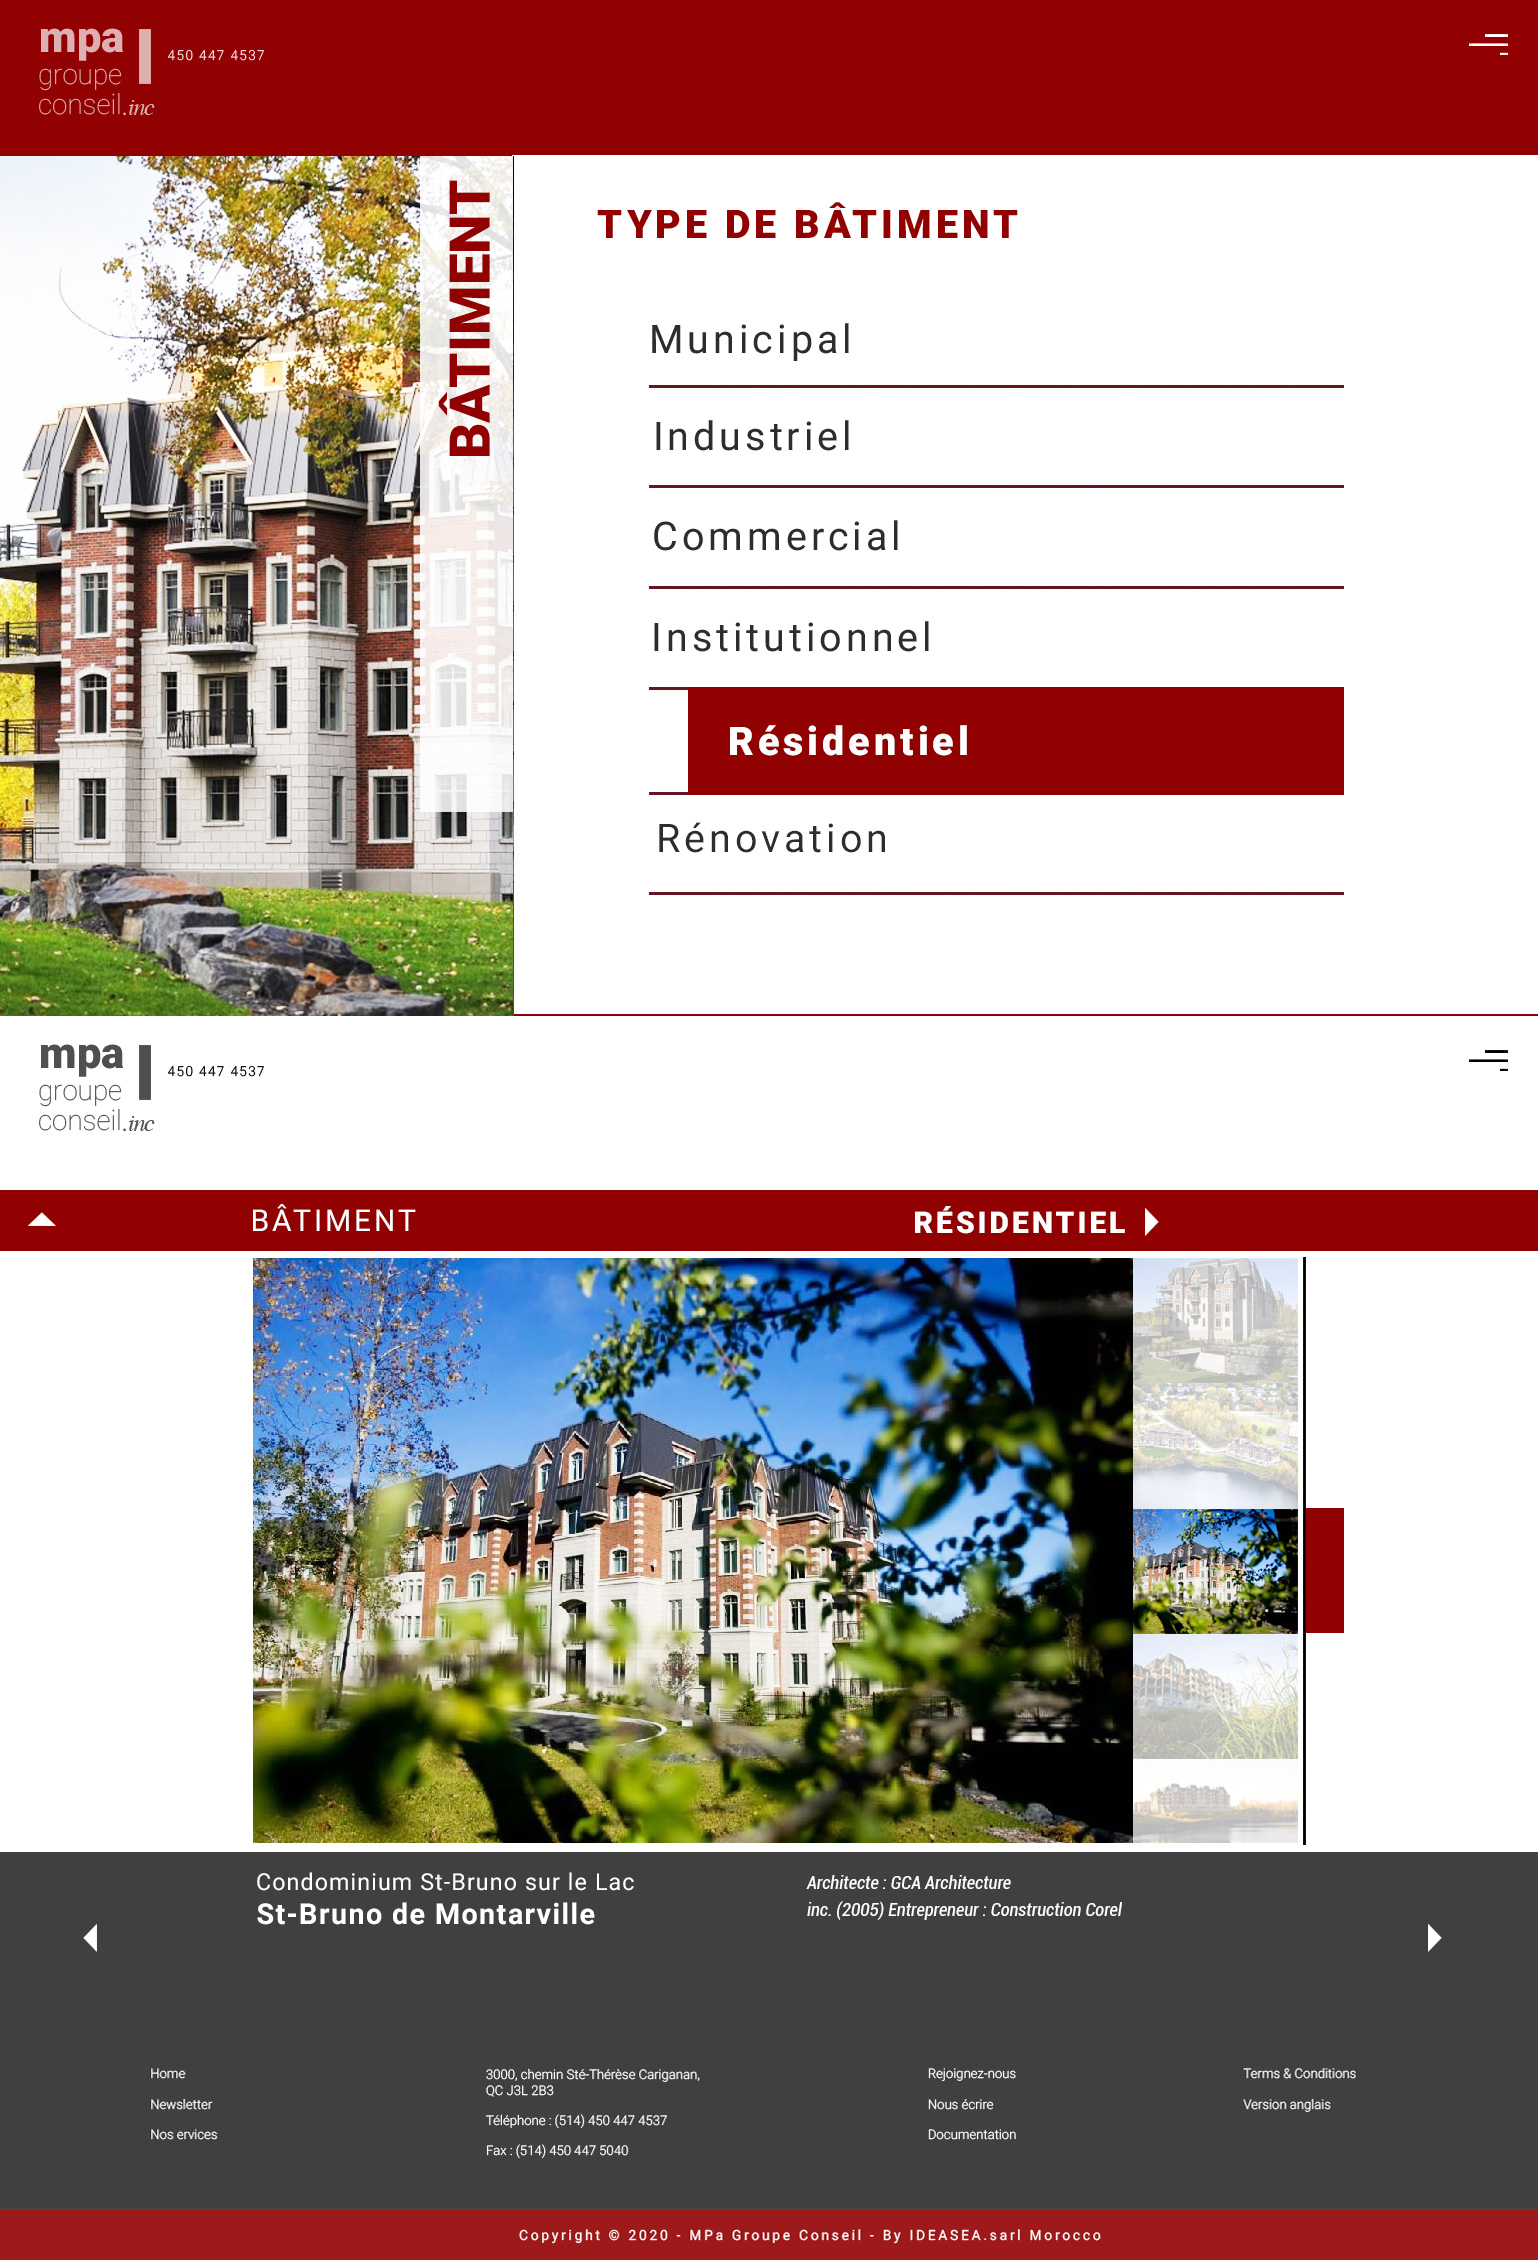 mpa
groupe
conseil.inc
450 447 4537
BÂTIMENT
TYPE DE BÂTIMENT
Municipal
Industriel
Commercial
Institutionnel
Résidentiel
Rénovation
mpa
groupe
conseil.inc
450 447 4537
BÂTIMENT
RÉSIDENTIEL
Condominium St-Bruno sur le Lac
St-Bruno de Montarville
Architecte : GCA Architecture
inc. (2005) Entrepreneur : Construction Corel
Home
Newsletter
Nos ervices
3000, chemin Sté-Thérèse Cariganan,
QC J3L 2B3
Téléphone : (514) 450 447 4537
Fax : (514) 450 447 5040
Rejoignez-nous
Nous écrire
Documentation
Terms & Conditions
Version anglais
Copyright © 2020 - MPa Groupe Conseil - By IDEASEA.sarl Morocco